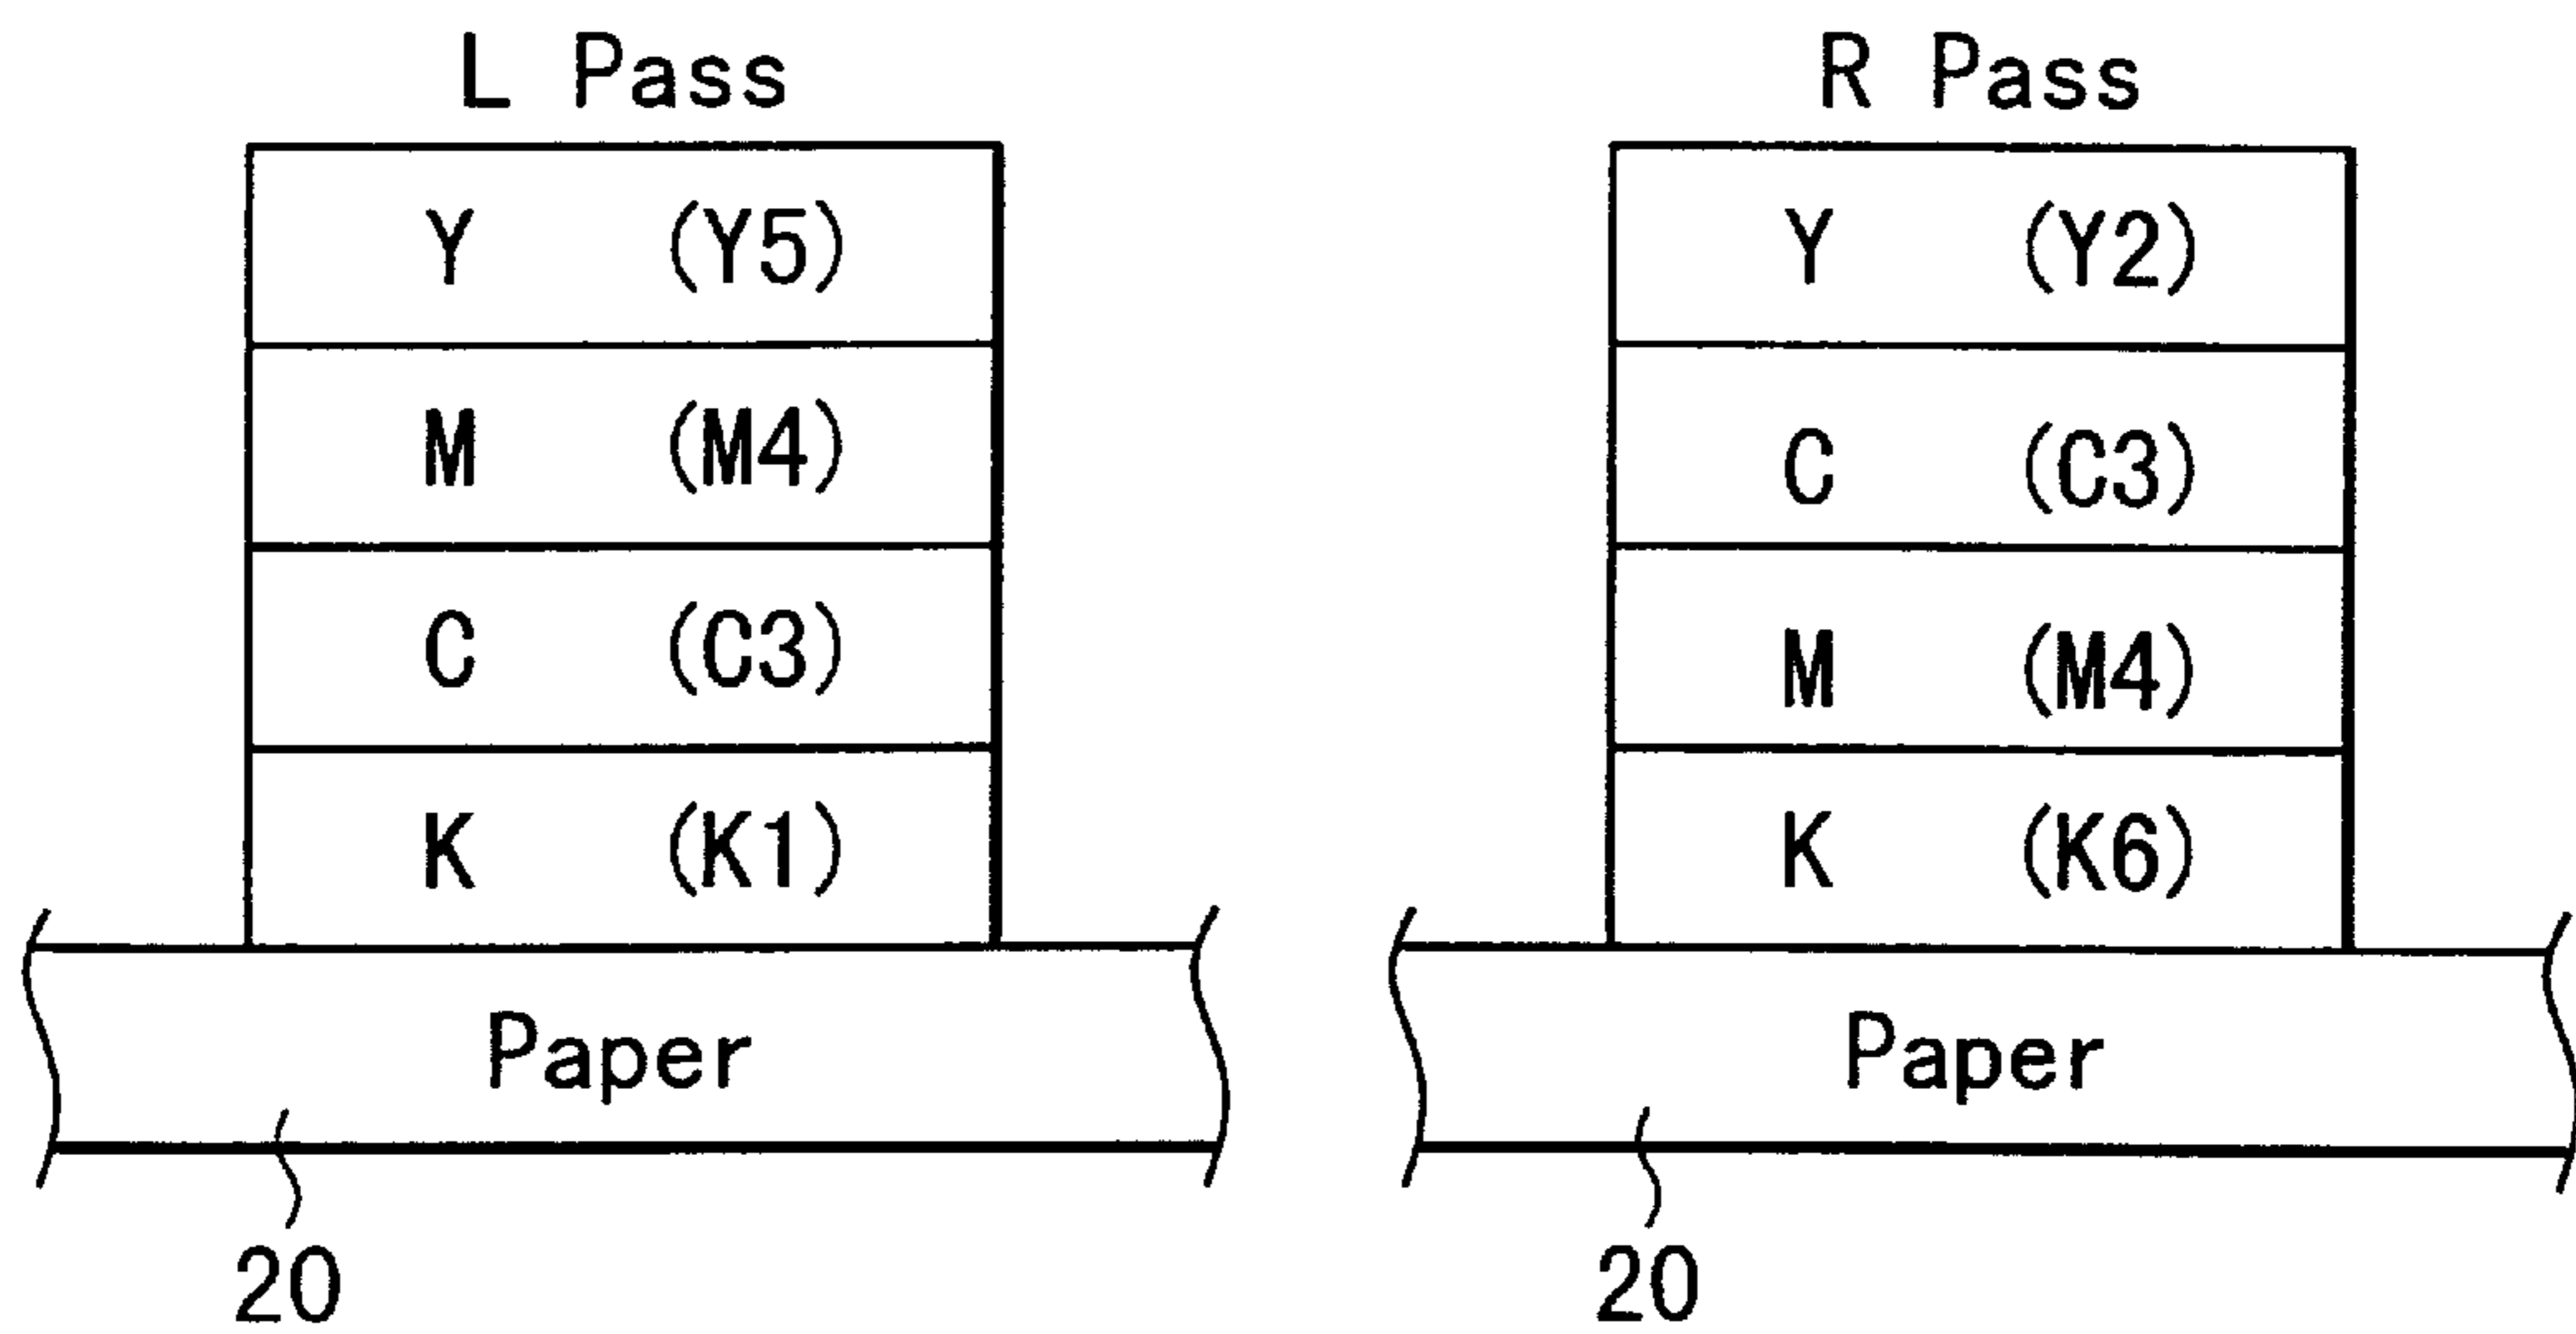 L Pass
Y (Y5)
M (M4)
C (C3)
K (K1)
Paper
20
R Pass
Y (Y2)
C (C3)
M (M4)
K (K6)
Paper
20